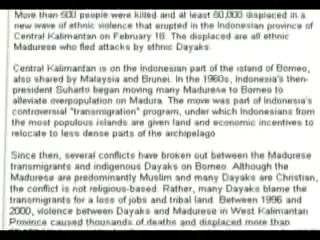 More than 600 people were killed and at least 60,000 displaced in a
new wave of ethnic violence that erupted in the Indonesian province of
Central Kalimantan on February 18. The displaced are all ethnic
Madurese who fled attacks by ethnic Dayaks.
Central Kalimantan is on the Indonesian part of the island of Borneo,
also shared by Malaysia and Brunei. In the 1960s, Indonesia's then-
president Suharto began moving many Madurese to Borneo to
alleviate overpopulation on Madura. The move was part of Indonesia's
controversial "transmigration" program, under which Indonesians from
the most populous islands are given land and economic incentives to
relocate to less dense parts of the archipelago
Since then, several conflicts have broken out between the Madurese
transmigrants and indigenous Dayaks on Borneo. Although the
Madurese are predominantly Muslim and many Dayaks are Christian,
the conflict is not religious-based. Rather, many Dayaks blame the
transmigrants for a loss of jobs and tribal land. Between 1996 and
2000, violence between Dayaks and Madurese in West Kalimantan
Province caused thousands of deaths and displaced more than